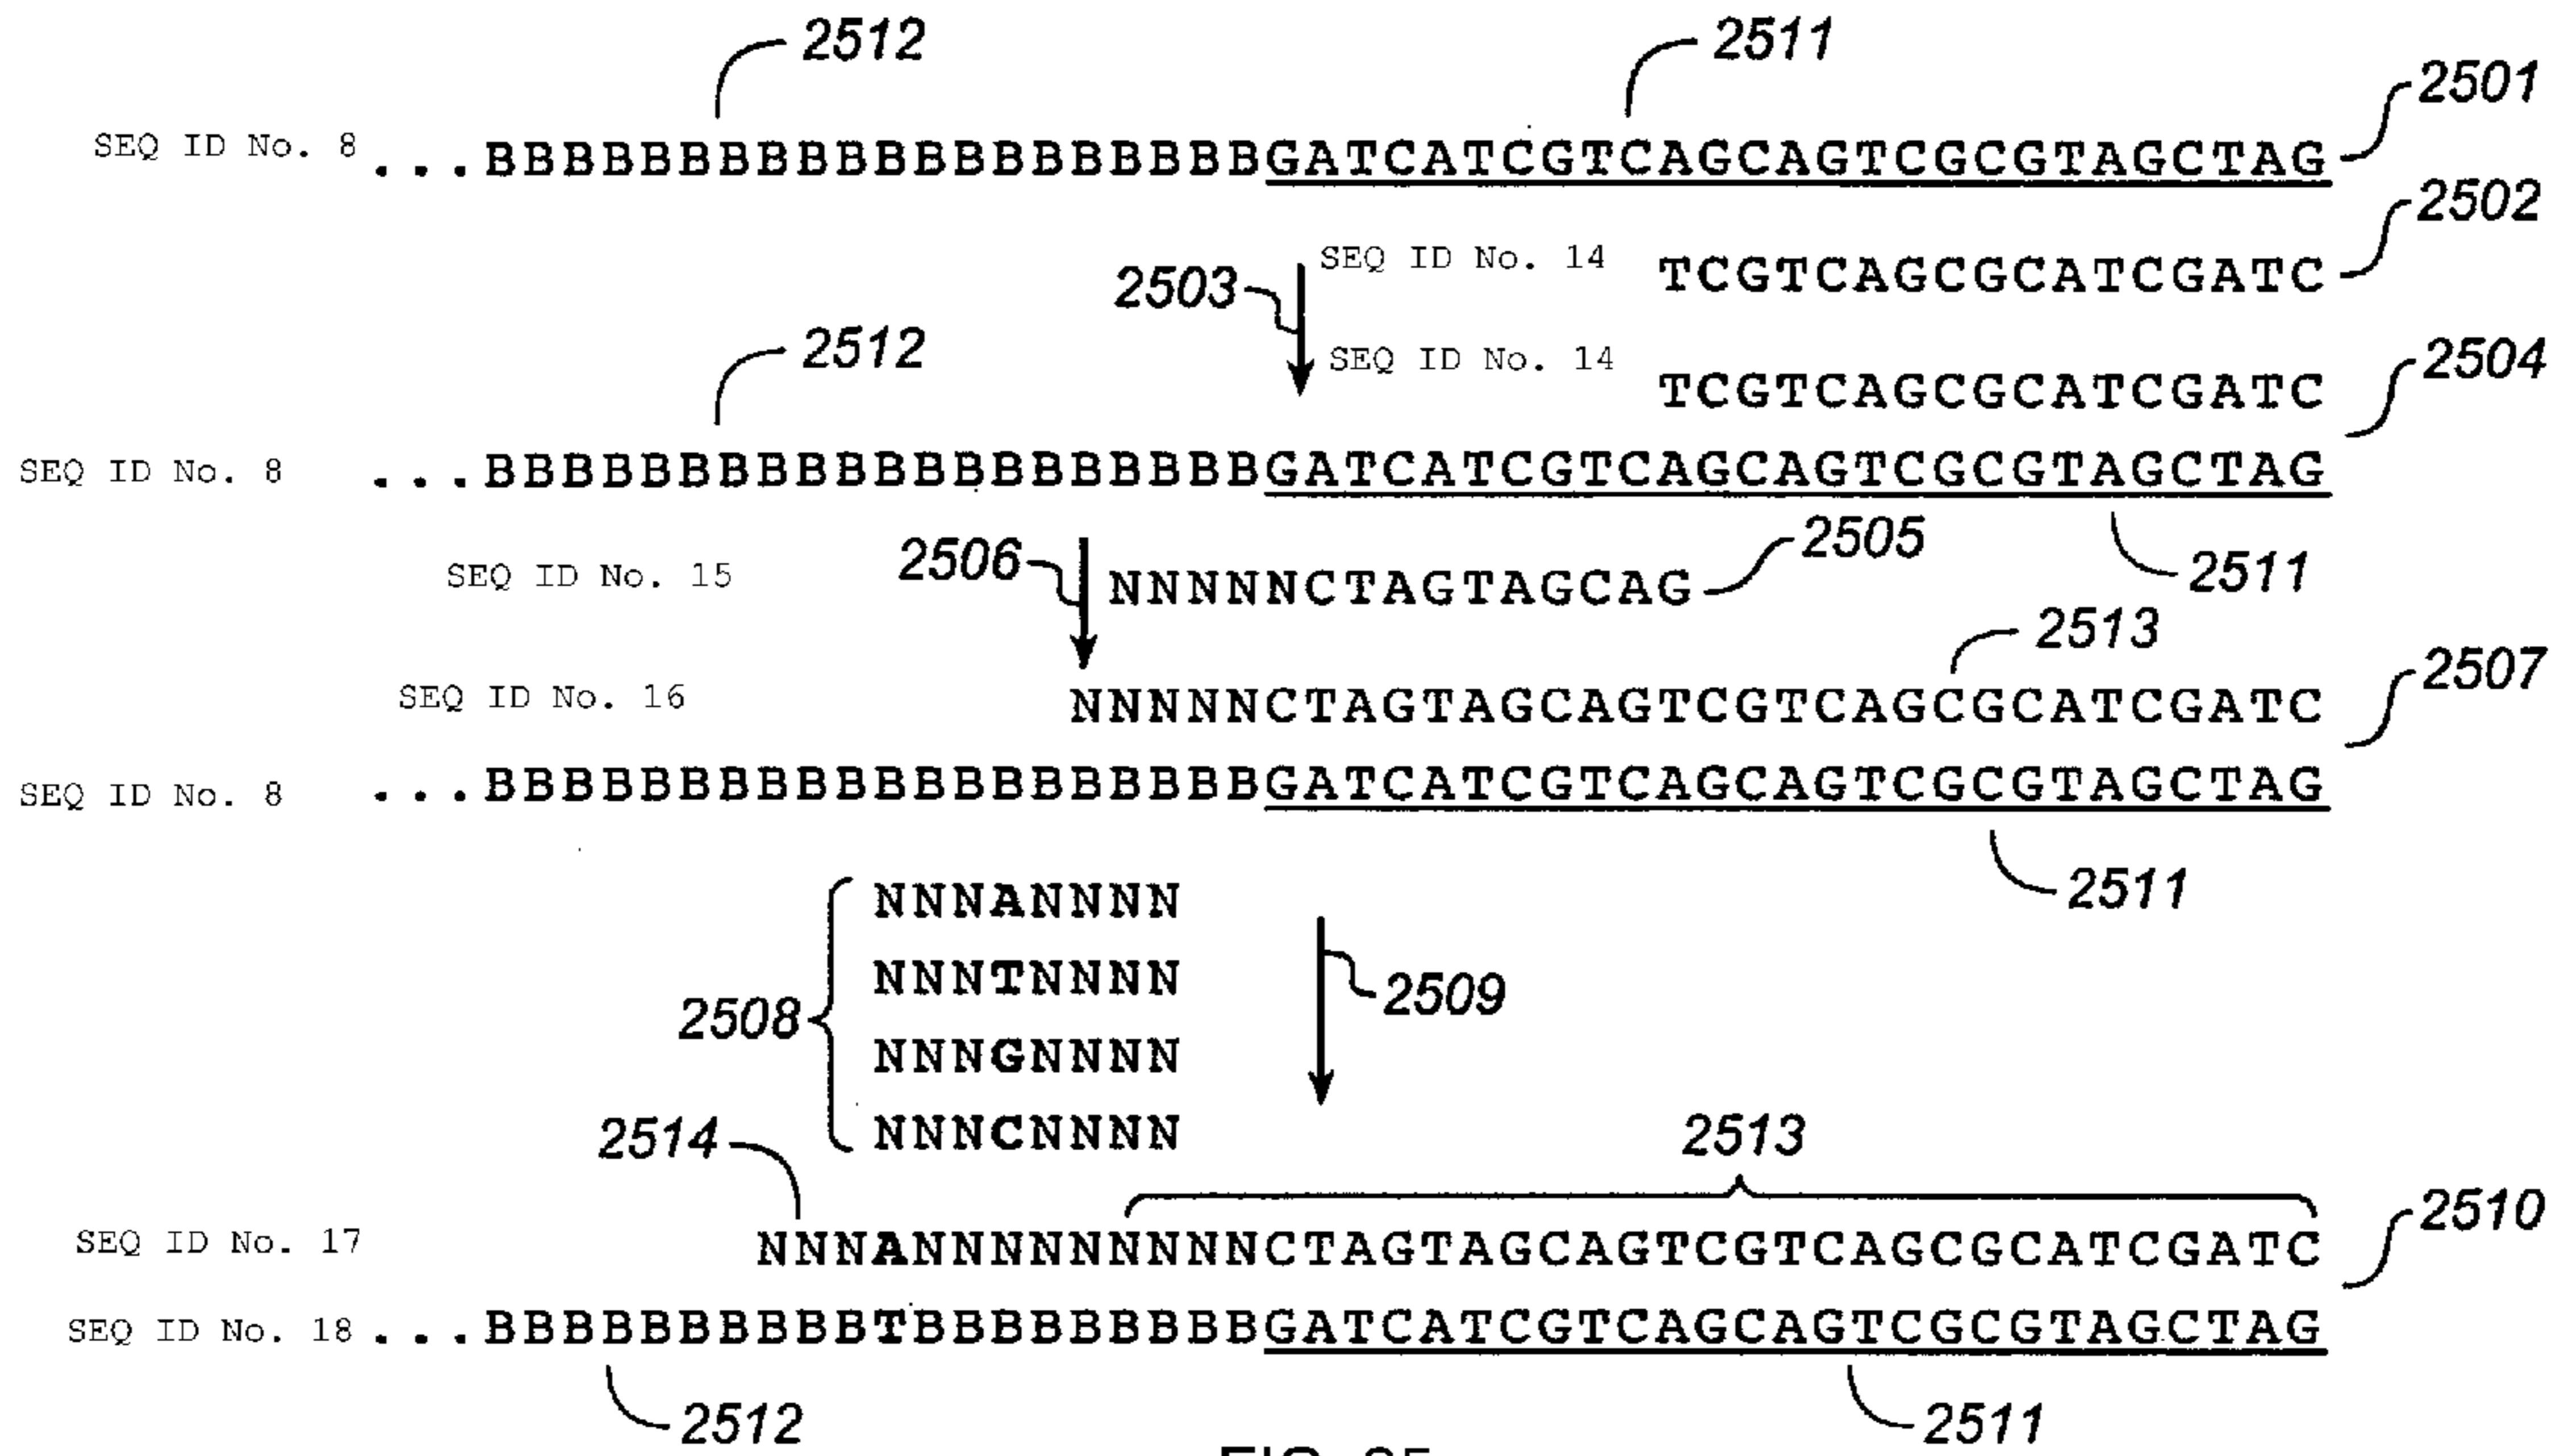 2512
2511
2501
SEQ ID No. 8 ...BBBBBBBBBBBBBBBBBBBBGATCATCGTCAGCAGTCGCGTAGCTAG
2502
2503
SEQ ID No. 14 TCGTCAGCGCATCGATC
2512
SEQ ID No. 14 TCGTCAGCGCATCGATC
2504
SEQ ID No. 8 ...BBBBBBBBBBBBBBBBBBBBGATCATCGTCAGCAGTCGCGTAGCTAG
2511
SEQ ID No. 15 2506 NNNNNCTAGTAGCAG 2505
2513
SEQ ID No. 16 NNNNNCTAGTAGCAGTCGTCAGCGCATCGATC
2507
SEQ ID No. 8 ...BBBBBBBBBBBBBBBBBBBBGATCATCGTCAGCAGTCGCGTAGCTAG
2511
NNNANNNN
NNNTNNNN
2508
2509
NNNGNNNN
NNNCNNNN
2514
2513
SEQ ID No. 17 NNNANNNNNNNNNCTAGTAGCAGTCGTCAGCGCATCGATC
2510
SEQ ID No. 18 ...BBBBBBBBBBTBBBBBBBBBGATCATCGTCAGCAGTCGCGTAGCTAG
2512
2511
FIG. 25